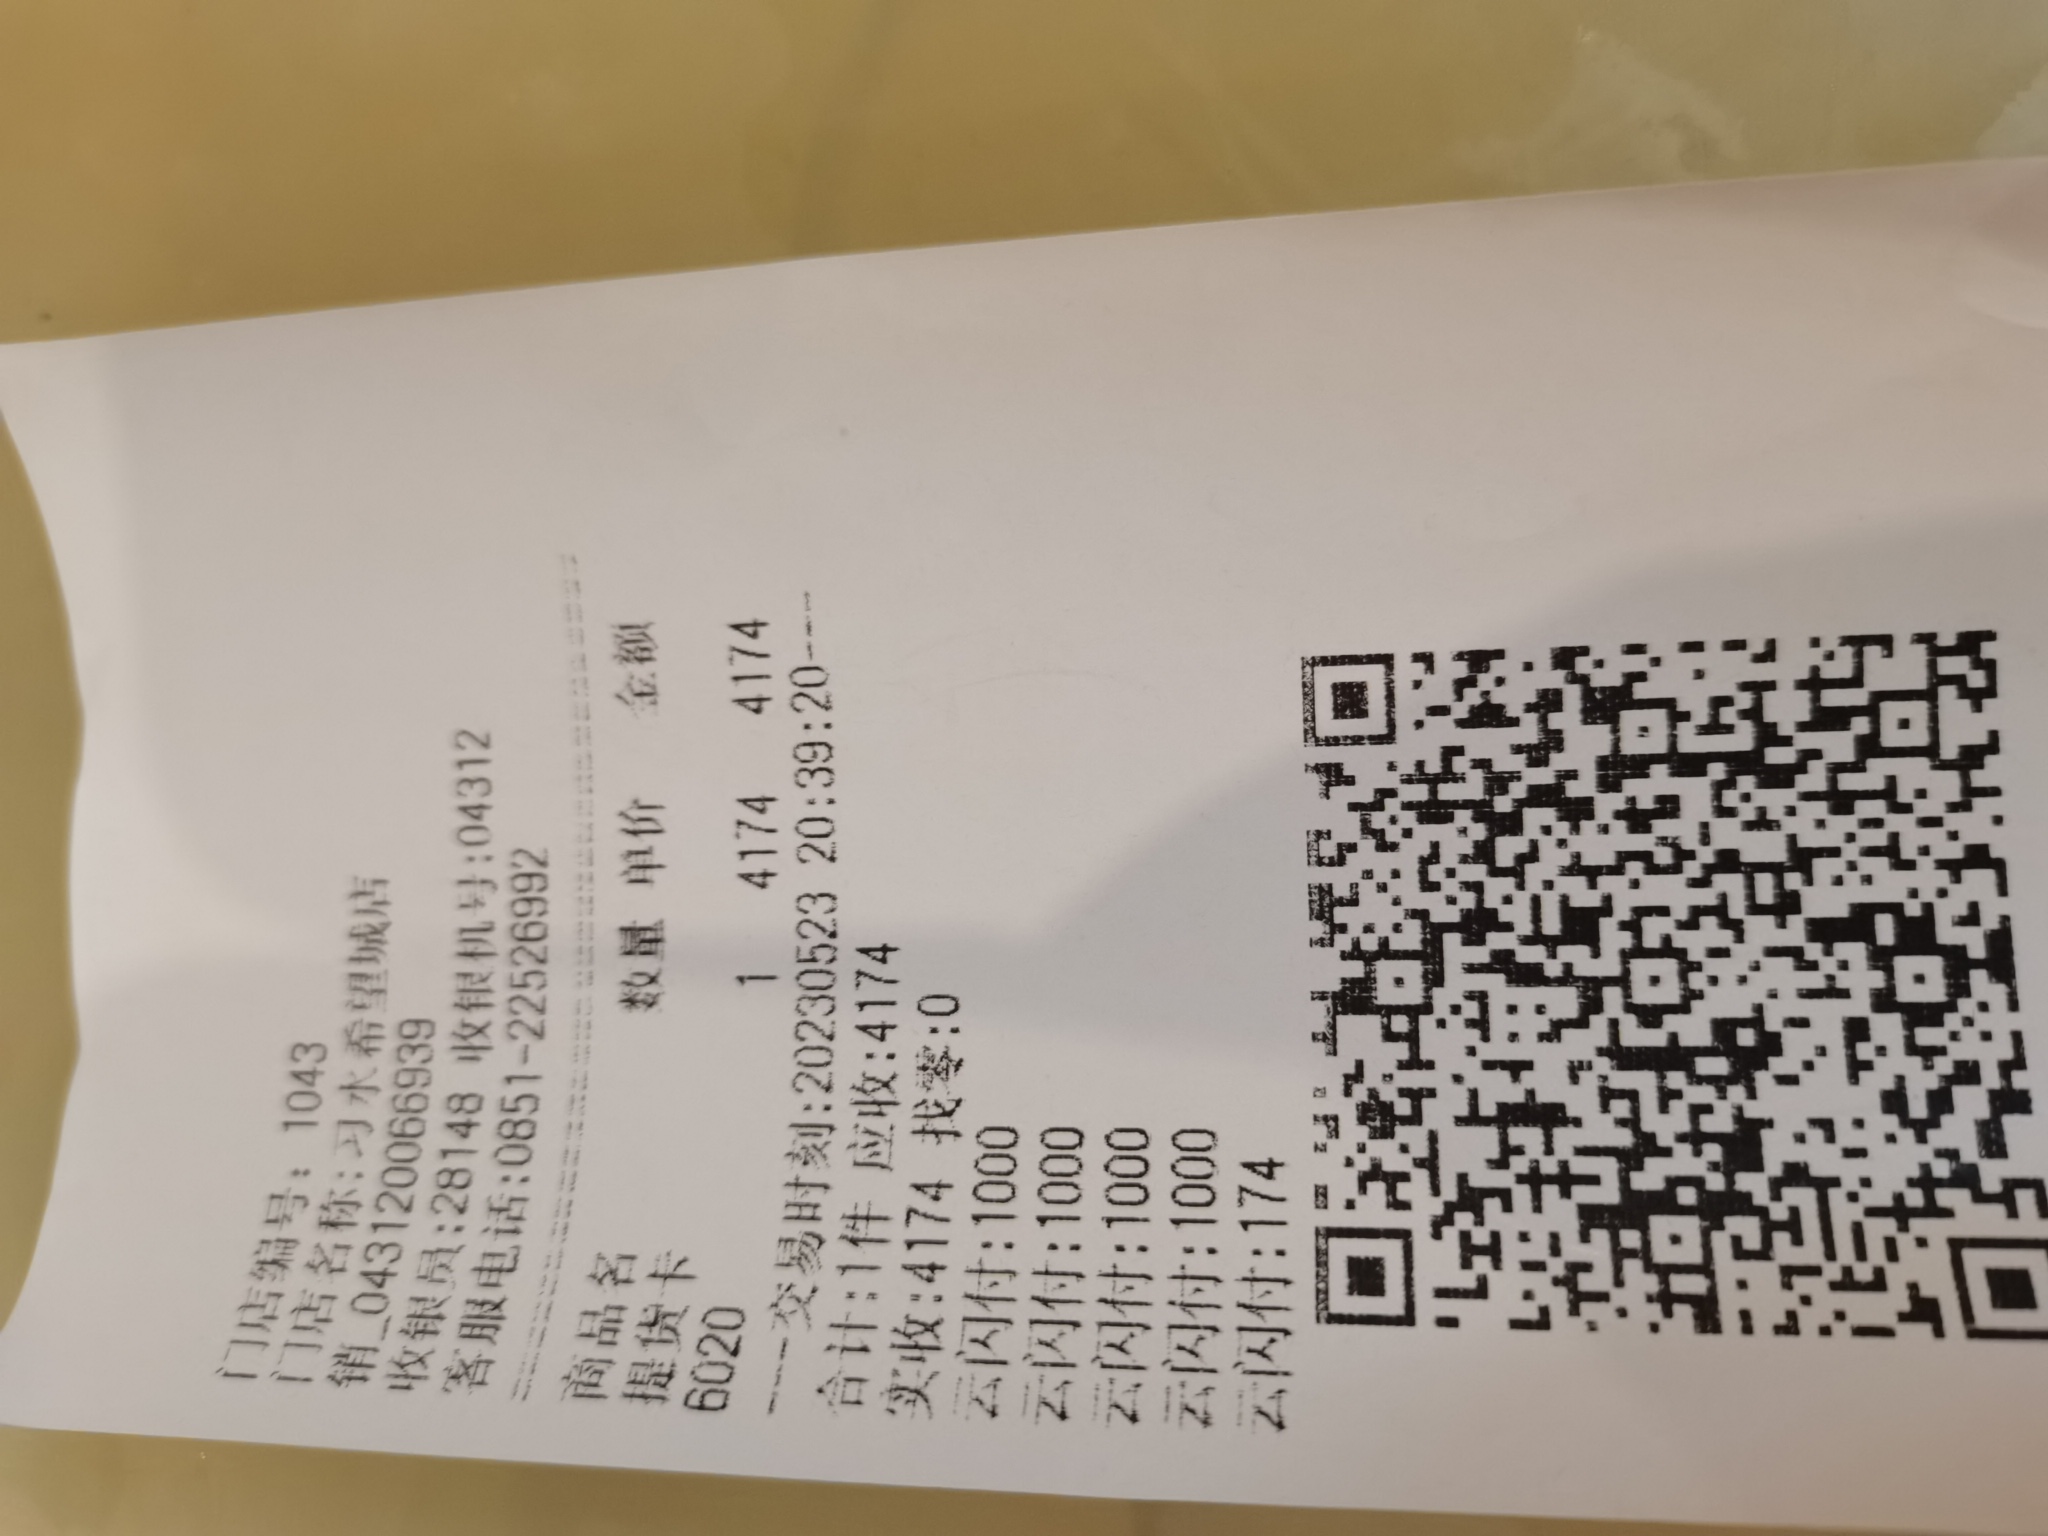 门店编号: 1043
门店名称:习水希望城店
销_043120066939
收银员:28148 收银机号:04312
客服电话:0851-22526992
商品名 数量 单价 金额
提货卡
6020 1 4174 4174
----交易时刻:20230523 20:39:20----
合计:1件 应收:4174
实收:4174 找零:0
云闪付:1000
云闪付:1000
云闪付:1000
云闪付:1000
云闪付:174